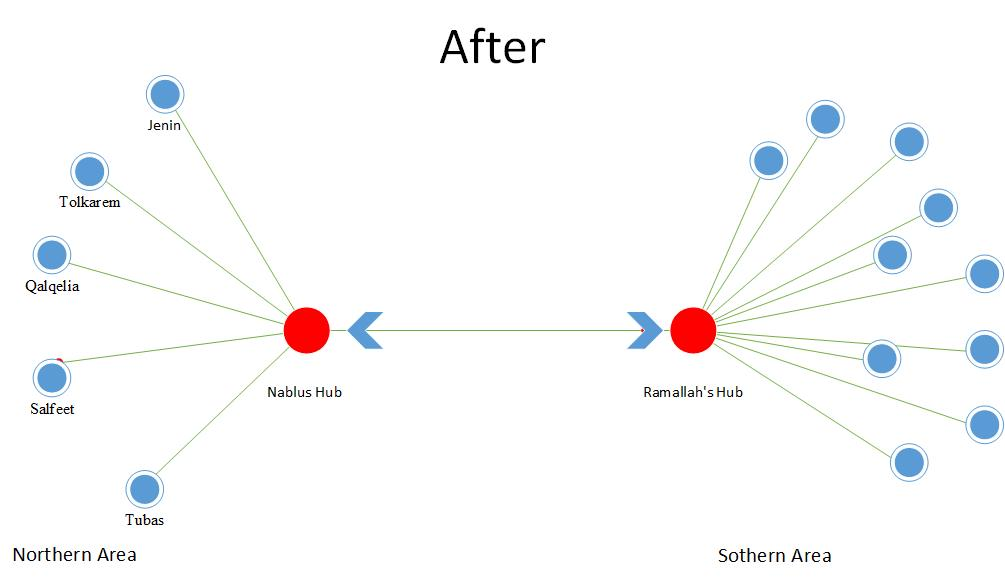 After
Jenin
Tolkarem
Qalqelia
Salfeet
Tubas
Nablus Hub
Ramallah's Hub
Northern Area
Sothern Area